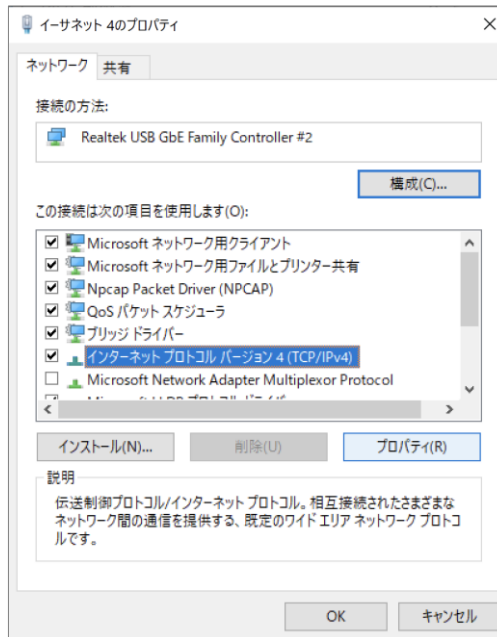 イーサネット 4のプロパティ
ネットワーク 共有
接続の方法:
Realtek USB GbE Family Controller #2
構成(C)...
この接続は次の項目を使用します(O):
Microsoft ネットワーク用クライアント
Microsoft ネットワーク用ファイルとプリンター共有
Npcap Packet Driver (NPCAP)
QoS パケット スケジューラ
ブリッジ ドライバー
インターネット プロトコル バージョン 4 (TCP/IPv4)
Microsoft Network Adapter Multiplexor Protocol
インストール(N)... 削除(U) プロパティ(R)
説明
伝送制御プロトコル/インターネット プロトコル。相互接続されたさまざまな
ネットワーク間の通信を提供する、既定のワイド エリア ネットワーク プロトコ
ルです。
OK キャンセル